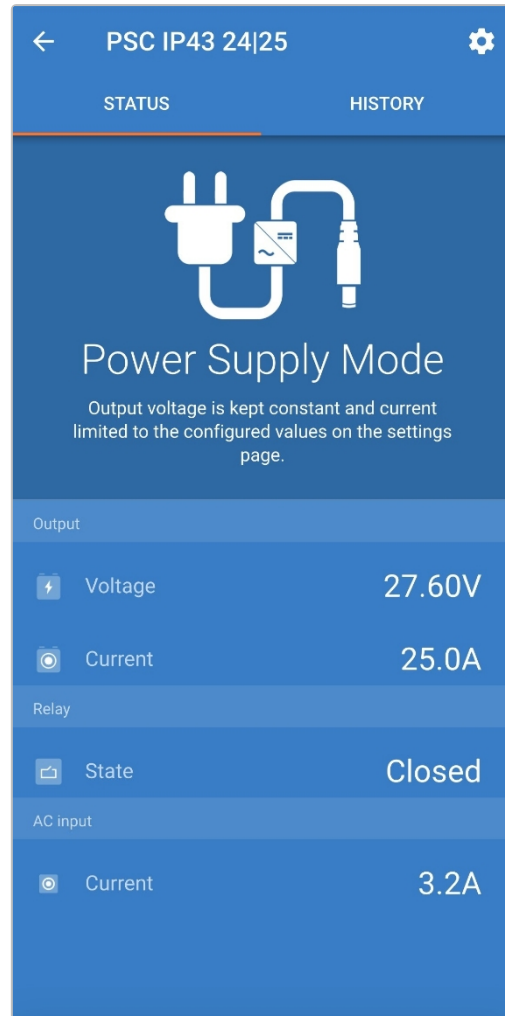 PSC IP43 24|25
STATUS
HISTORY
Power Supply Mode
Output voltage is kept constant and current
limited to the configured values on the settings
page.
Output
Voltage
27.60V
Current
25.0A
Relay
State
Closed
AC input
Current
3.2A